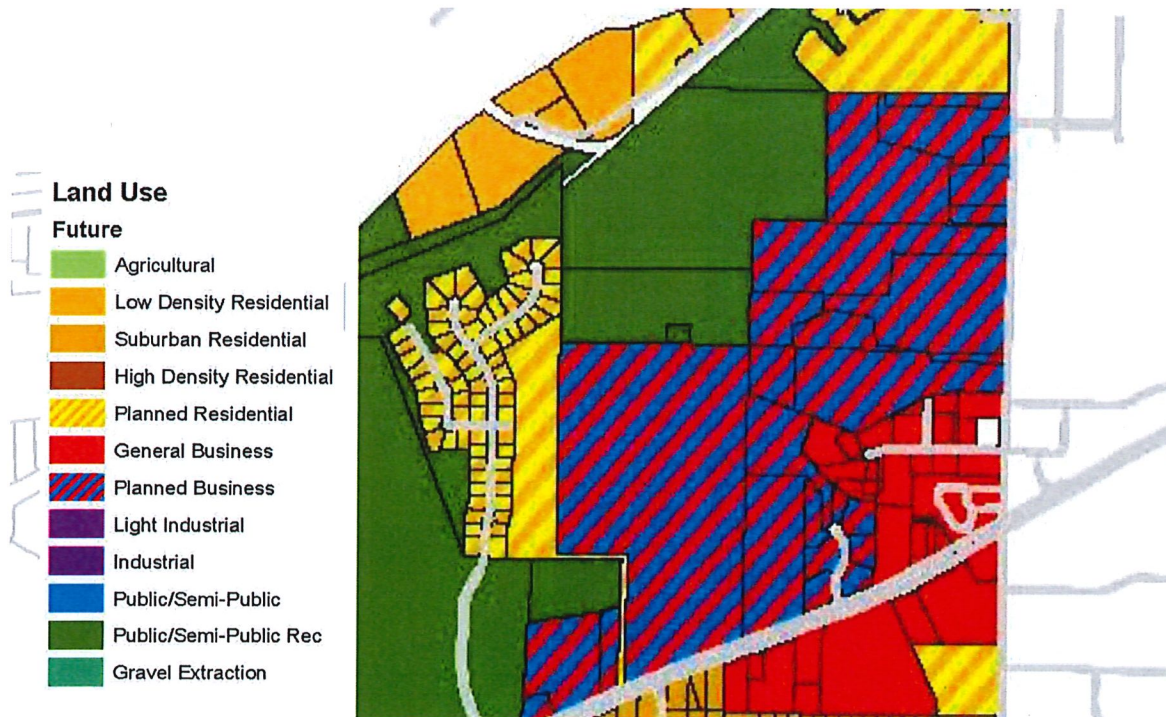 Land Use
Future
Agricultural
Low Density Residential
Suburban Residential
High Density Residential
Planned Residential
General Business
Planned Business
Light Industrial
Industrial
Public/Semi-Public
Public/Semi-Public Rec
Gravel Extraction